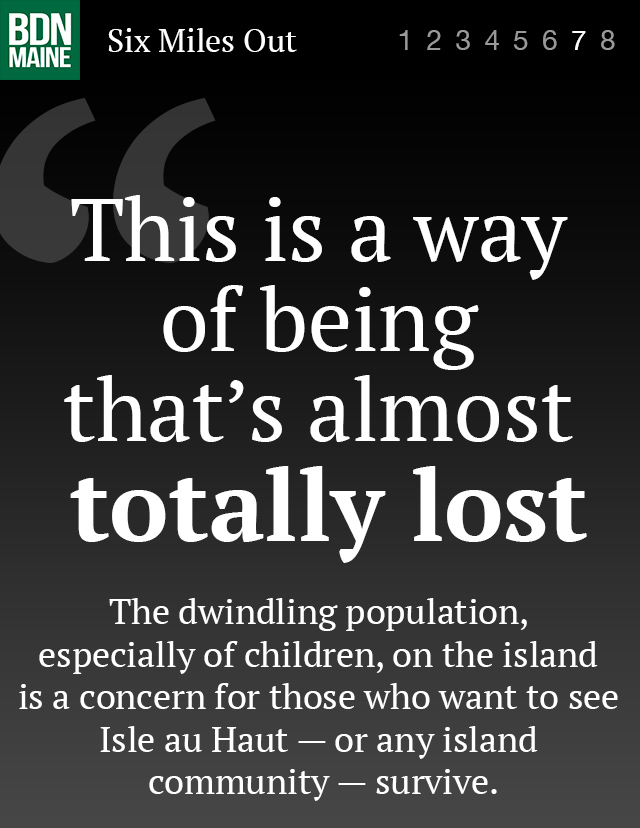 BDN
MAINE
Six Miles Out
1 2 3 4 5 6 7 8
“
This is a way
of being
that’s almost
totally lost
The dwindling population,
especially of children, on the island
is a concern for those who want to see
Isle au Haut — or any island
community — survive.